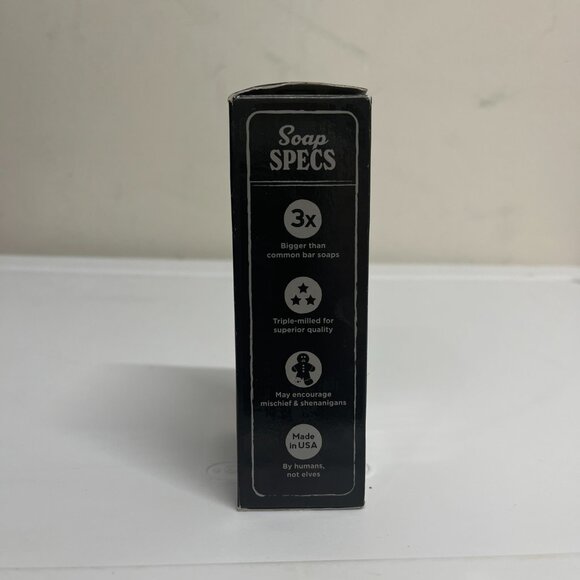 Soap
SPECS
3x
Bigger than
common bar soaps
Triple-milled for
superior quality
May encourage
mischief & shenanigans
Made
in USA
By humans,
not elves